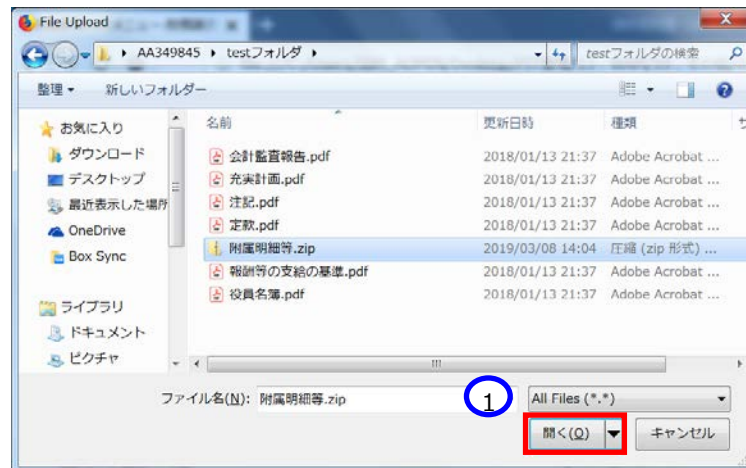 File Upload
AA349845 ▸ testフォルダ ▸
testフォルダの検索
整理 ▾ 新しいフォルダー
名前 更新日時 種類 サ
お気に入り
ダウンロード
デスクトップ
最近表示した場所
OneDrive
Box Sync
ライブラリ
ドキュメント
ピクチャ
会計監査報告.pdf 2018/01/13 21:37 Adobe Acrobat ...
充実計画.pdf 2018/01/13 21:37 Adobe Acrobat ...
注記.pdf 2018/01/13 21:37 Adobe Acrobat ...
定款.pdf 2018/01/13 21:37 Adobe Acrobat ...
附属明細等.zip 2019/03/08 14:04 圧縮 (zip 形式) ...
報酬等の支給の基準.pdf 2018/01/13 21:37 Adobe Acrobat ...
役員名簿.pdf 2018/01/13 21:37 Adobe Acrobat ...
ファイル名(N): 附属明細等.zip
1
All Files (*.*)
開く(O)
キャンセル